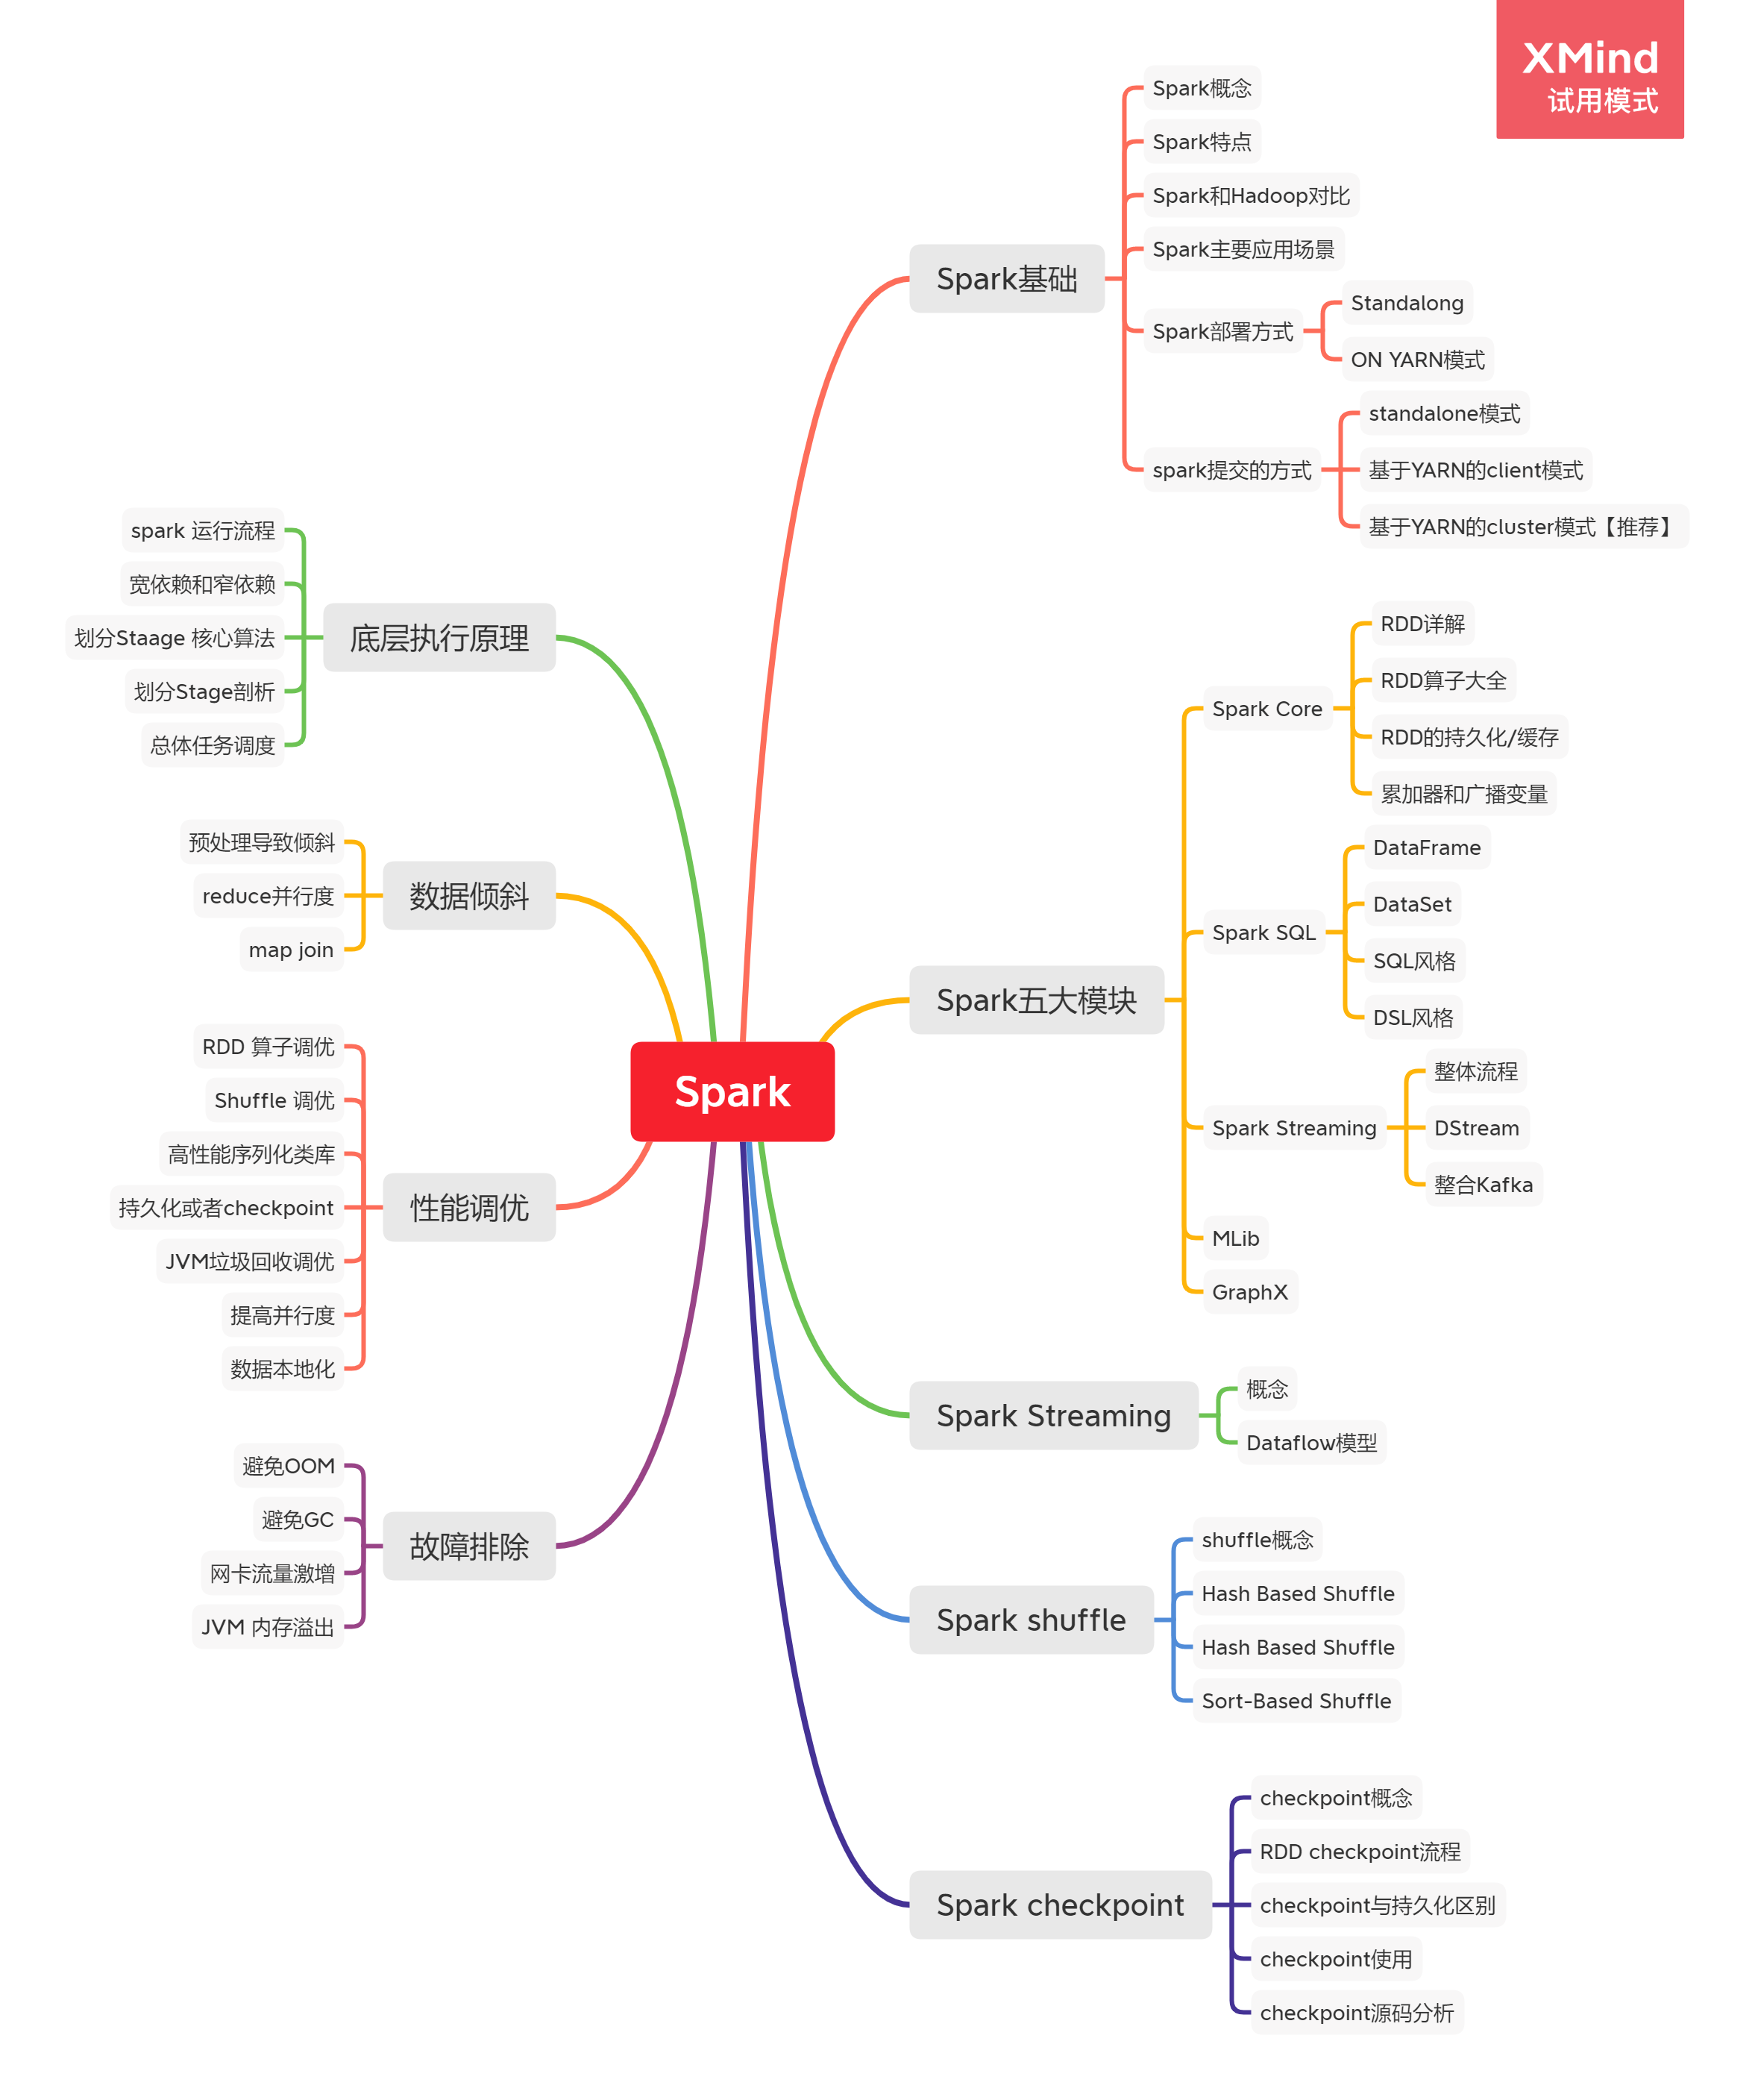 XMind
试用模式
Spark
Spark基础
Spark概念
Spark特点
Spark和Hadoop对比
Spark主要应用场景
Spark部署方式
Standalong
ON YARN模式
spark提交的方式
standalone模式
基于YARN的client模式
基于YARN的cluster模式【推荐】
Spark五大模块
Spark Core
RDD详解
RDD算子大全
RDD的持久化/缓存
累加器和广播变量
Spark SQL
DataFrame
DataSet
SQL风格
DSL风格
Spark Streaming
整体流程
DStream
整合Kafka
MLib
GraphX
Spark Streaming
概念
Dataflow模型
Spark shuffle
shuffle概念
Hash Based Shuffle
Hash Based Shuffle
Sort-Based Shuffle
Spark checkpoint
checkpoint概念
RDD checkpoint流程
checkpoint与持久化区别
checkpoint使用
checkpoint源码分析
底层执行原理
spark 运行流程
宽依赖和窄依赖
划分Staage 核心算法
划分Stage剖析
总体任务调度
数据倾斜
预处理导致倾斜
reduce并行度
map join
性能调优
RDD 算子调优
Shuffle 调优
高性能序列化类库
持久化或者checkpoint
JVM垃圾回收调优
提高并行度
数据本地化
故障排除
避免OOM
避免GC
网卡流量激增
JVM 内存溢出